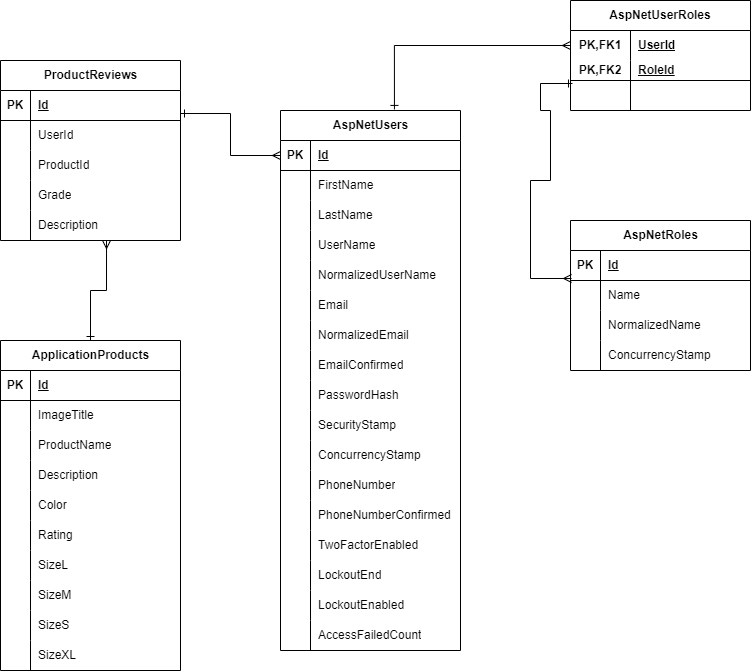 AspNetUserRoles
PK,FK1 UserId
PK,FK2 RoleId
ProductReviews
PK Id
UserId
ProductId
Grade
Description
AspNetUsers
PK Id
FirstName
LastName
UserName
NormalizedUserName
Email
NormalizedEmail
EmailConfirmed
PasswordHash
SecurityStamp
ConcurrencyStamp
PhoneNumber
PhoneNumberConfirmed
TwoFactorEnabled
LockoutEnd
LockoutEnabled
AccessFailedCount
AspNetRoles
PK Id
Name
NormalizedName
ConcurrencyStamp
ApplicationProducts
PK Id
ImageTitle
ProductName
Description
Color
Rating
SizeL
SizeM
SizeS
SizeXL